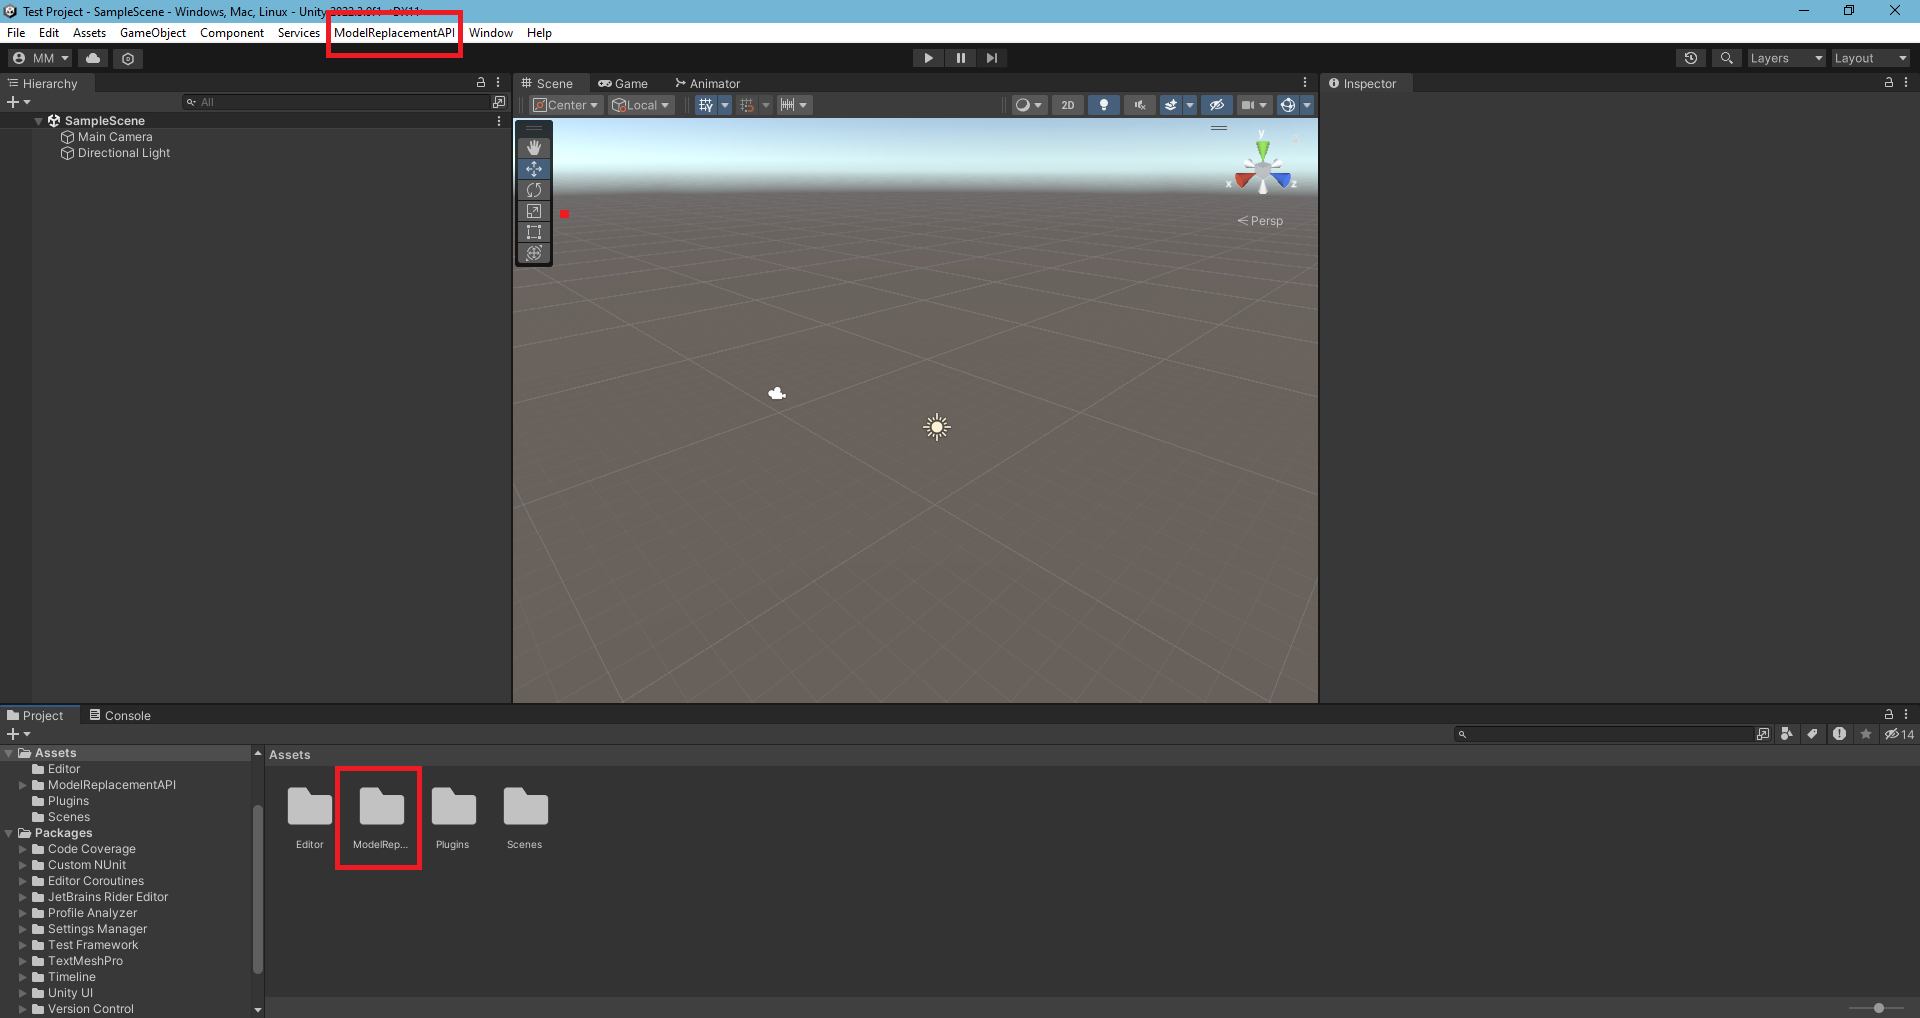 Test Project - SampleScene - Windows, Mac, Linux - Unity 2022.3.9f1 <DX11>
File Edit Assets GameObject Component Services ModelReplacementAPI Window Help
MM
Layers
Layout
Hierarchy
All
SampleScene
Main Camera
Directional Light
Scene
Game
Animator
Center
Local
2D
y
x
z
Persp
Inspector
Project
Console
14
Assets
Editor
ModelReplacementAPI
Plugins
Scenes
Packages
Code Coverage
Custom NUnit
Editor Coroutines
JetBrains Rider Editor
Profile Analyzer
Settings Manager
Test Framework
TextMeshPro
Timeline
Unity UI
Version Control
Assets
Editor
ModelRep...
Plugins
Scenes